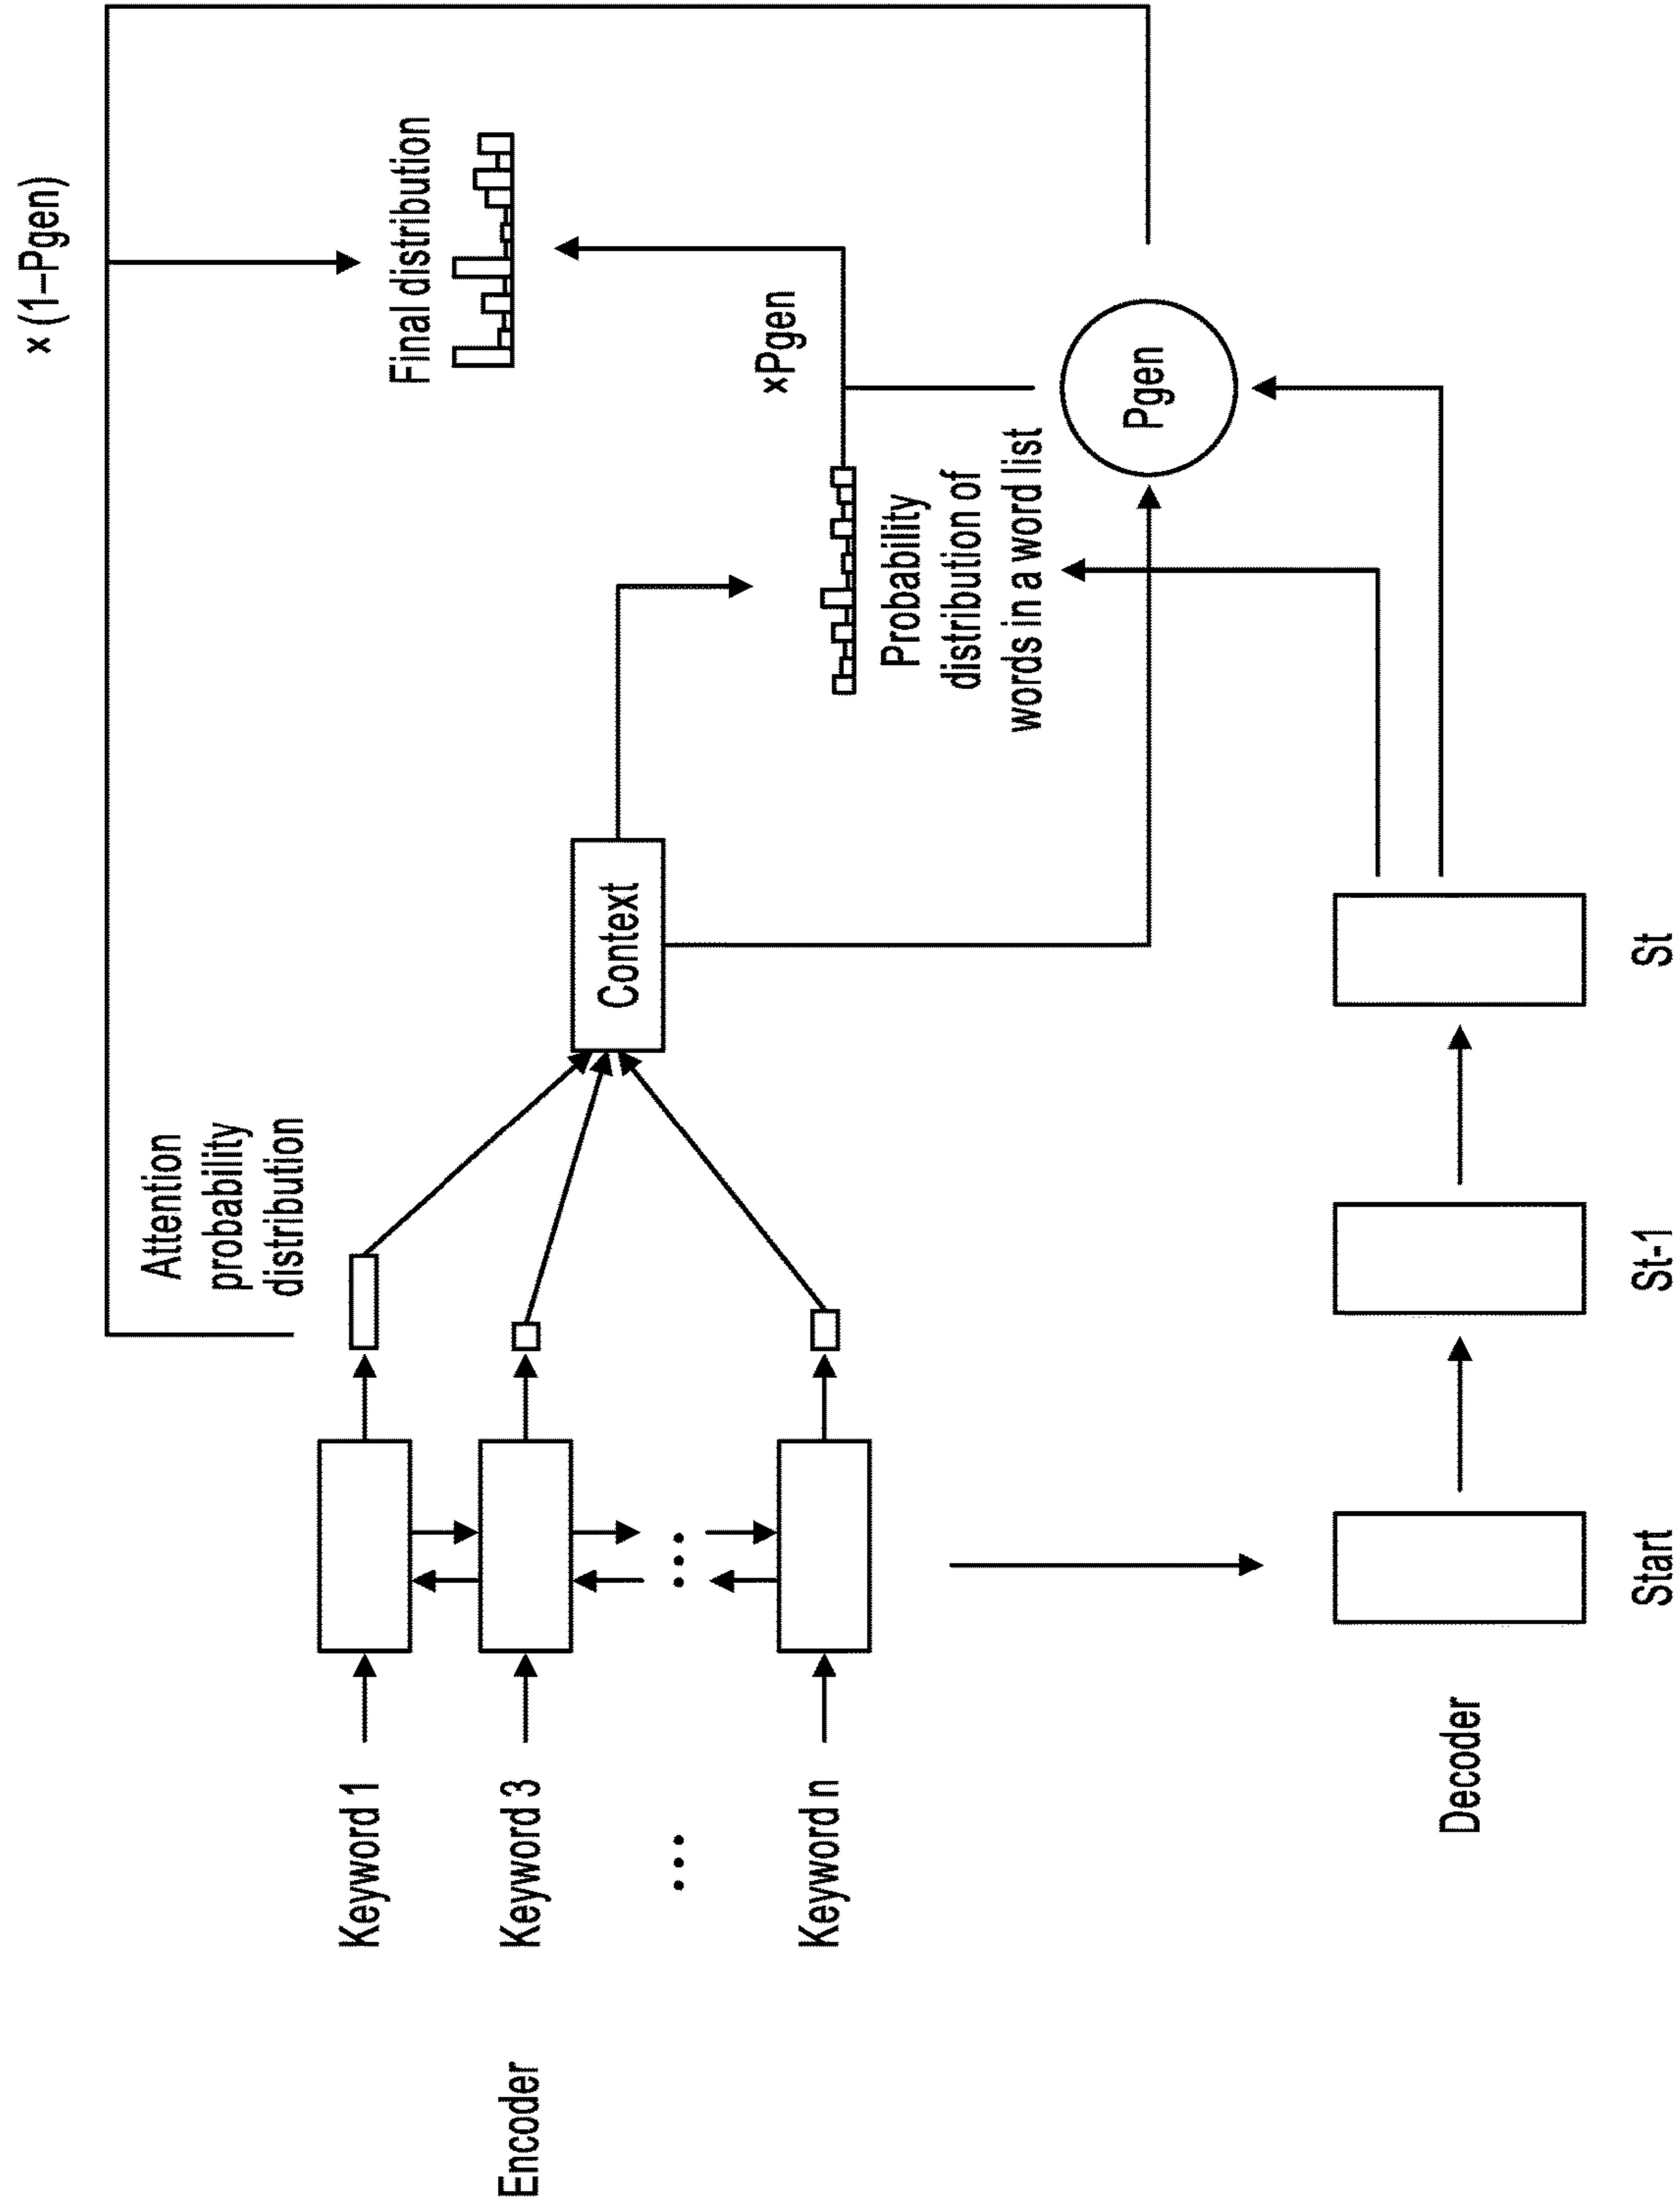 × (1–Pgen)
Attention
probability
distribution
Final distribution
Keyword 1
Encoder
Keyword 3
Context
...
...
×Pgen
Keyword n
Probability
distribution of
words in a word list
Pgen
Decoder
Start
St-1
St